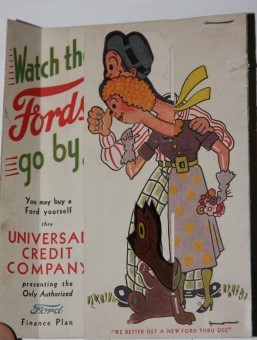 Watch the
Fords
go by
You may buy a
Ford yourself
thru
UNIVERSAL
CREDIT
COMPANY
presenting the
Only Authorized
Ford
Finance Plan
"WE BETTER GET A NEW FORD THRU UCC"